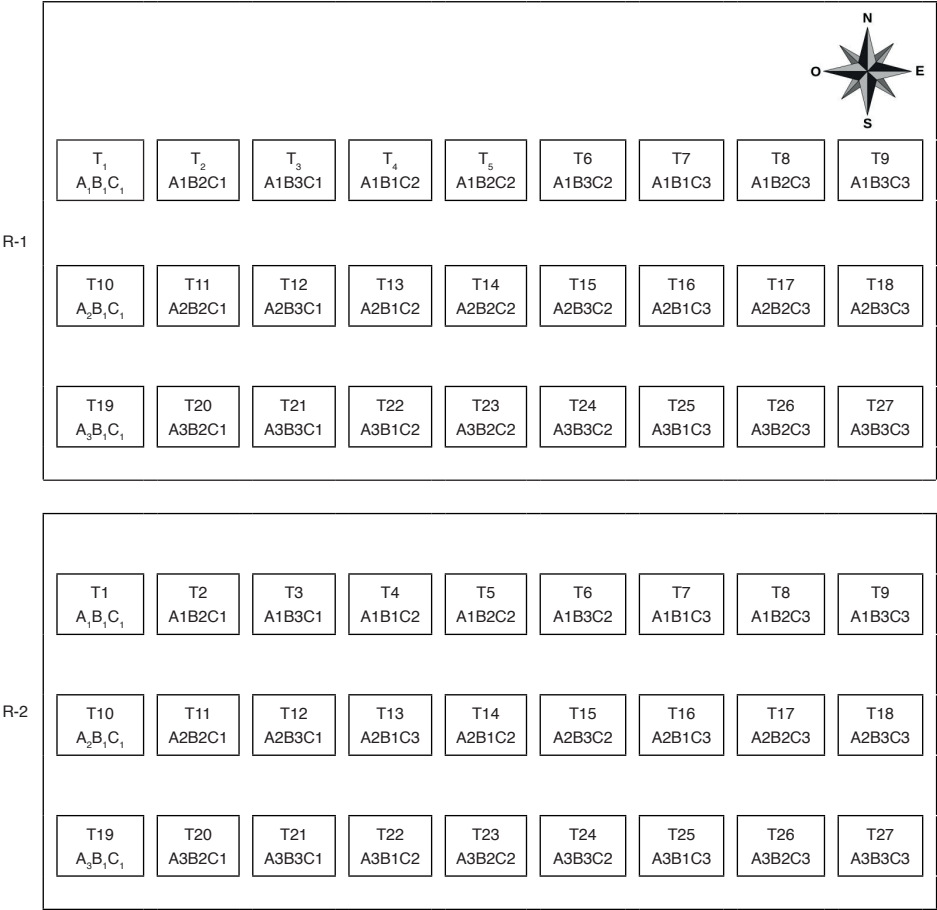 N
O E
S
T₁ T₂ T₃ T₄ T₅ T6 T7 T8 T9
A₁B₁C₁ A1B2C1 A1B3C1 A1B1C2 A1B2C2 A1B3C2 A1B1C3 A1B2C3 A1B3C3
R-1
T10 T11 T12 T13 T14 T15 T16 T17 T18
A₂B₁C₁ A2B2C1 A2B3C1 A2B1C2 A2B2C2 A2B3C2 A2B1C3 A2B2C3 A2B3C3
T19 T20 T21 T22 T23 T24 T25 T26 T27
A₃B₁C₁ A3B2C1 A3B3C1 A3B1C2 A3B2C2 A3B3C2 A3B1C3 A3B2C3 A3B3C3
T1 T2 T3 T4 T5 T6 T7 T8 T9
A₁B₁C₁ A1B2C1 A1B3C1 A1B1C2 A1B2C2 A1B3C2 A1B1C3 A1B2C3 A1B3C3
R-2
T10 T11 T12 T13 T14 T15 T16 T17 T18
A₂B₁C₁ A2B2C1 A2B3C1 A2B1C3 A2B1C2 A2B3C2 A2B1C3 A2B2C3 A2B3C3
T19 T20 T21 T22 T23 T24 T25 T26 T27
A₃B₁C₁ A3B2C1 A3B3C1 A3B1C2 A3B2C2 A3B3C2 A3B1C3 A3B2C3 A3B3C3